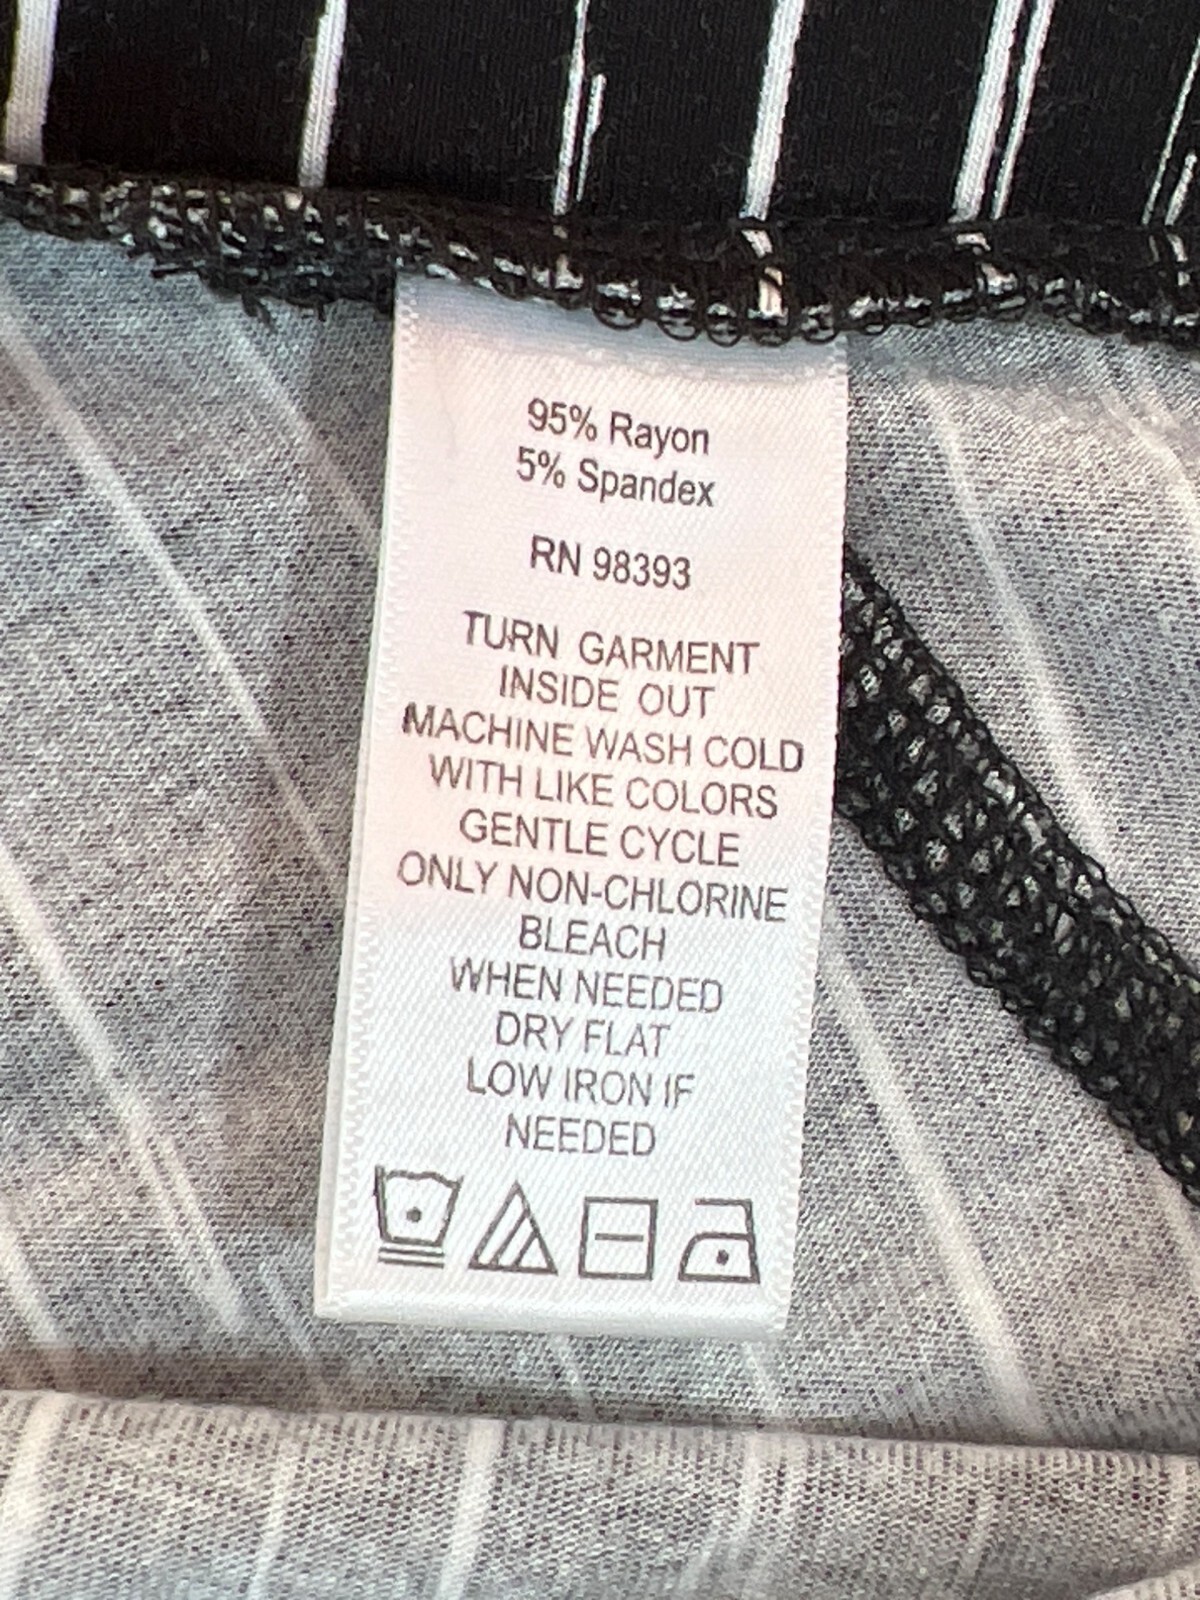 95% Rayon
5% Spandex
RN 98393
TURN GARMENT
INSIDE OUT
MACHINE WASH COLD
WITH LIKE COLORS
GENTLE CYCLE
ONLY NON-CHLORINE
BLEACH
WHEN NEEDED
DRY FLAT
LOW IRON IF
NEEDED